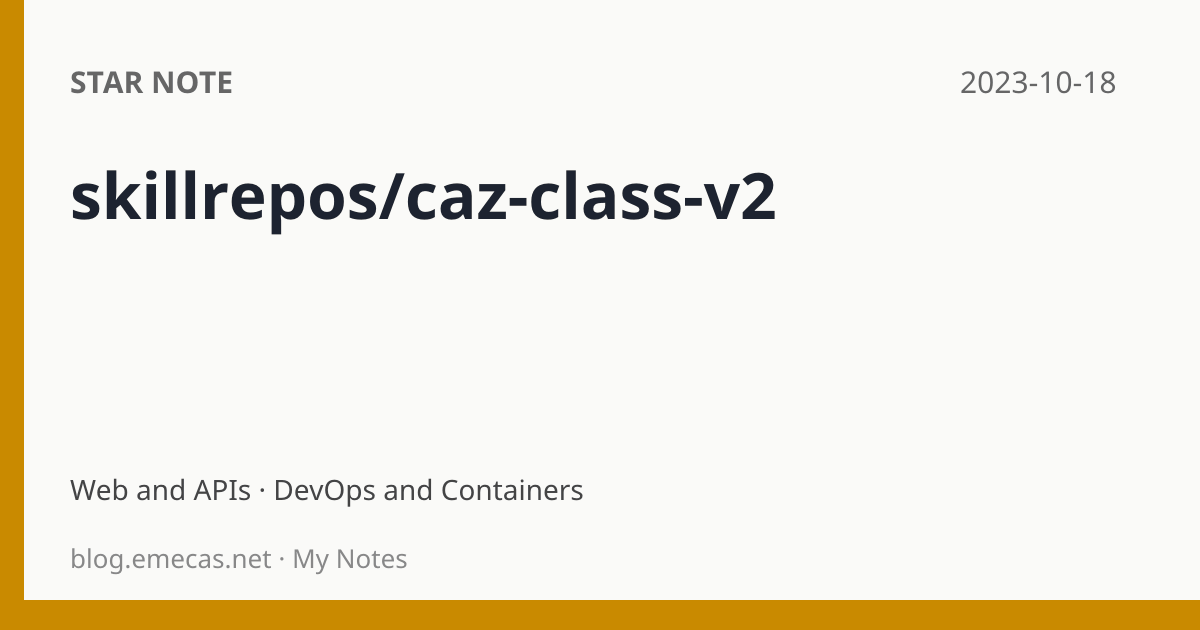 STAR NOTE
2023-10-18
skillrepos/caz-class-v2
Web and APIs · DevOps and Containers
blog.emecas.net · My Notes